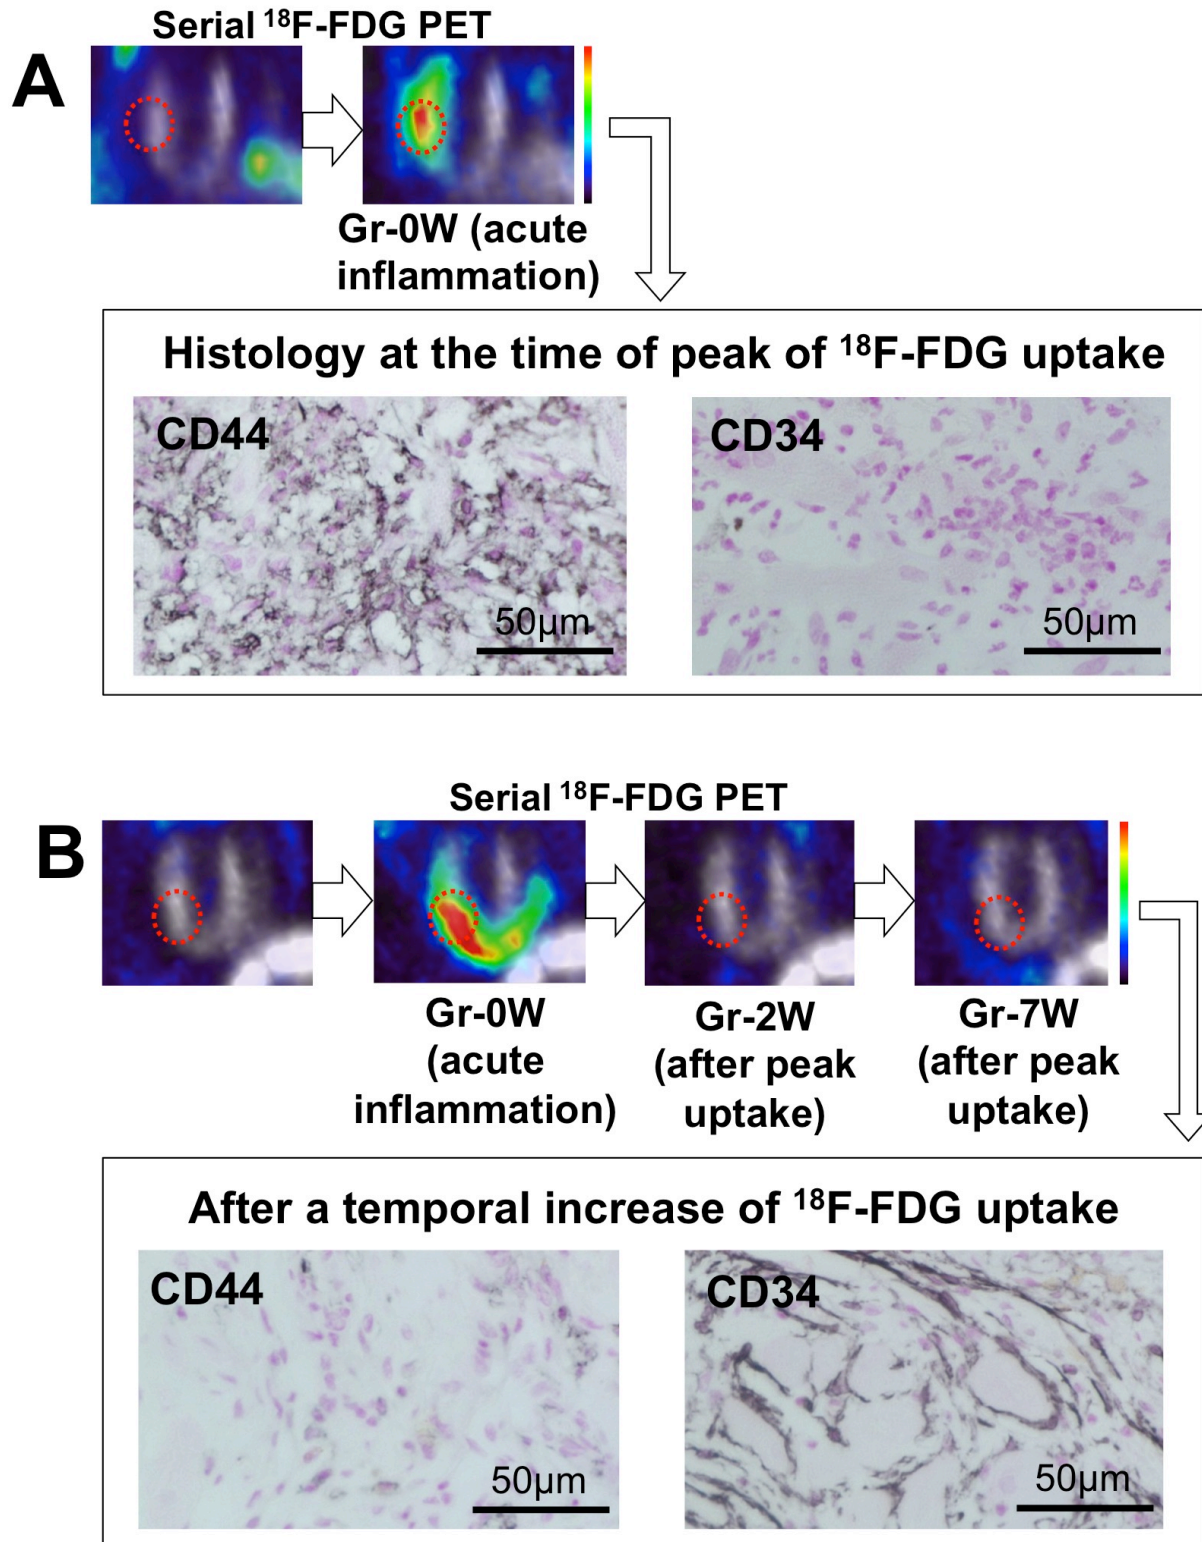 Serial ¹⁸F-FDG PET
A
Gr-0W (acute
inflammation)
Histology at the time of peak of ¹⁸F-FDG uptake
CD44
CD34
50µm
50µm
Serial ¹⁸F-FDG PET
B
Gr-0W
(acute
inflammation)
Gr-2W
(after peak
uptake)
Gr-7W
(after peak
uptake)
After a temporal increase of ¹⁸F-FDG uptake
CD44
CD34
50µm
50µm